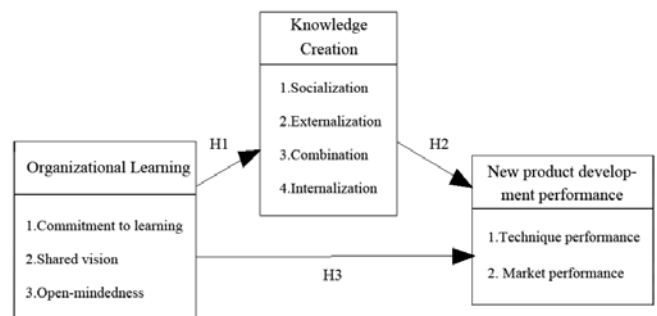 Knowledge
Creation
1.Socialization
2.Externalization
3.Combination
4.Internalization
H1
H2
Organizational Learning
1.Commitment to learning
2.Shared vision
3.Open-mindedness
New product develop-
ment performance
1.Technique performance
2. Market performance
H3